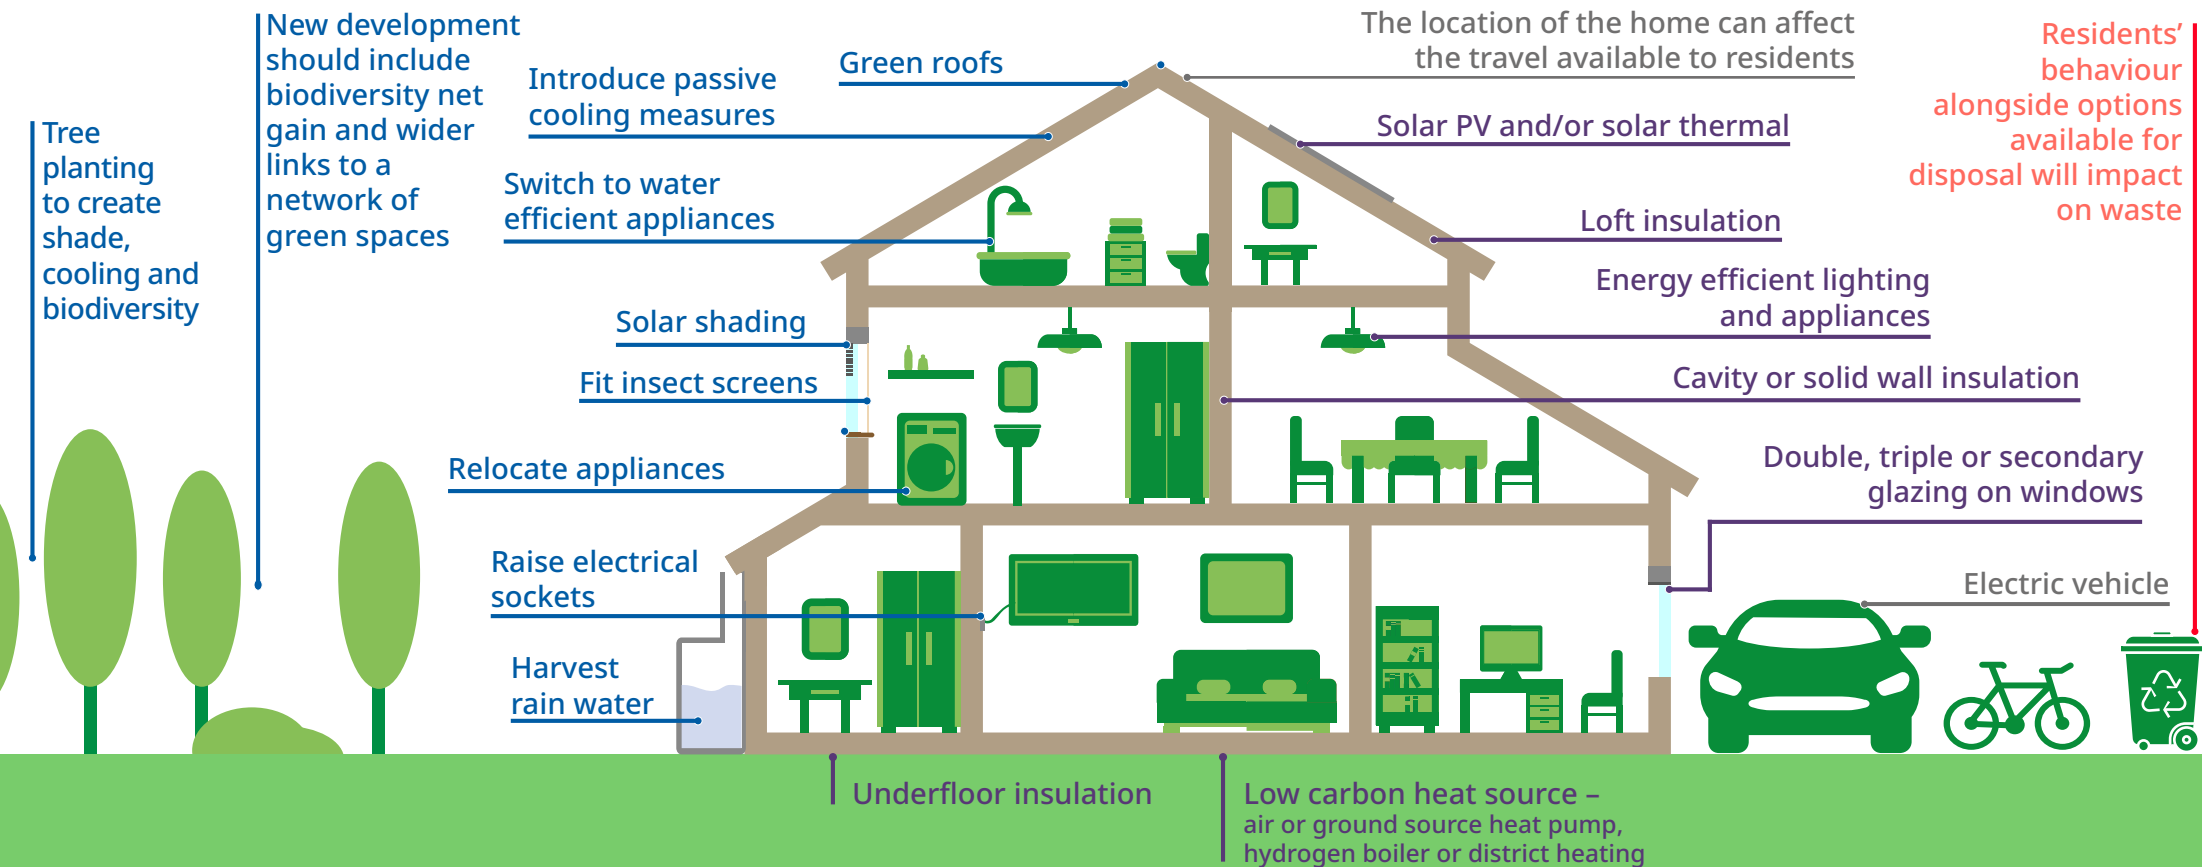 Tree
planting
to create
shade,
cooling and
biodiversity
New development
should include
biodiversity net
gain and wider
links to a
network of
green spaces
Introduce passive
cooling measures
Green roofs
Switch to water
efficient appliances
Solar shading
Fit insect screens
Relocate appliances
Raise electrical
sockets
Harvest
rain water
The location of the home can affect
the travel available to residents
Solar PV and/or solar thermal
Loft insulation
Energy efficient lighting
and appliances
Cavity or solid wall insulation
Double, triple or secondary
glazing on windows
Electric vehicle
Residents’
behaviour
alongside options
available for
disposal will impact
on waste
Underfloor insulation
Low carbon heat source –
air or ground source heat pump,
hydrogen boiler or district heating